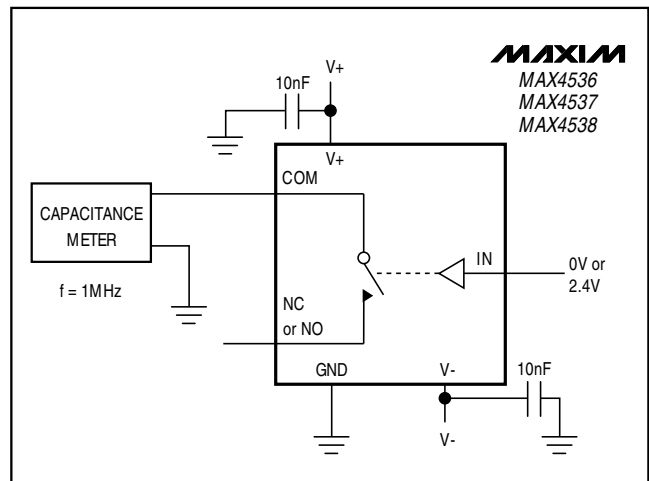 MAXIM
MAX4536
MAX4537
MAX4538
V+
10nF
V+
COM
CAPACITANCE
METER
f = 1MHz
IN
0V or
2.4V
NC
or NO
GND
V-
10nF
V-